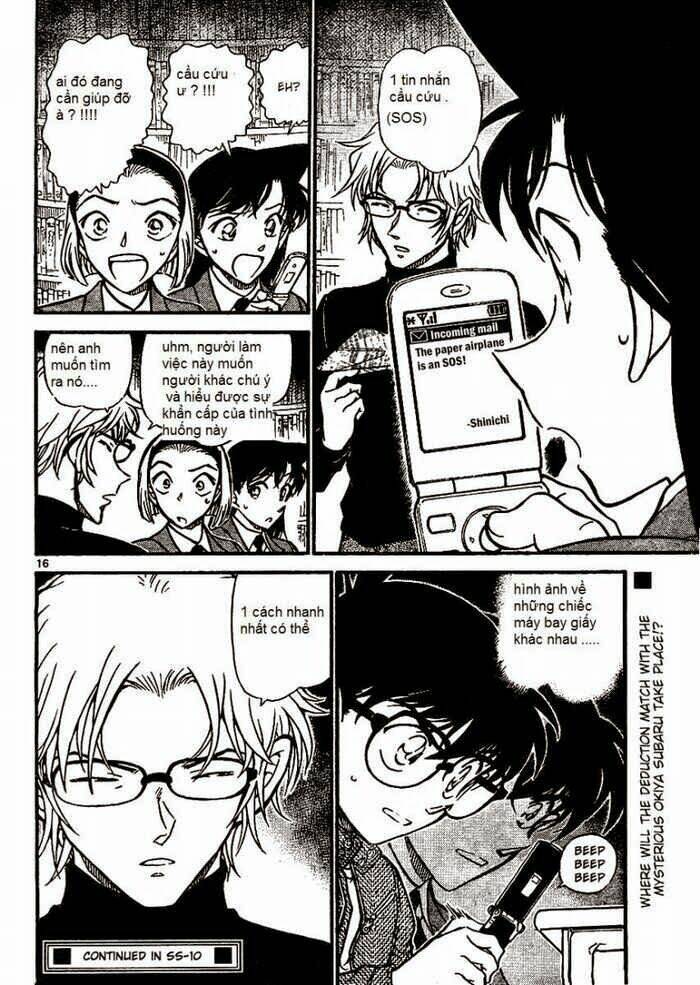 1 tin nhắn
cầu cứu .
(SOS)
Incoming mail
The paper airplane
is an SOS!
-Shinichi
EH?
cầu cứu
ư ? !!!
ai đó đang
cần giúp đỡ
à ? !!!!
uhm, người làm
việc này muốn
người khác chú ý
và hiểu được sự
khẩn cấp của tình
huống này
nên anh
muốn tìm
ra nó....
16
hình ảnh về
những chiếc
máy bay giấy
khác nhau .....
BEEP
BEEP
BEEP
1 cách nhanh
nhất có thể
CONTINUED IN SS-10
WHERE WILL THE DEDUCTION MATCH WITH THE
MYSTERIOUS OKIYA SUBARU TAKE PLACE!?